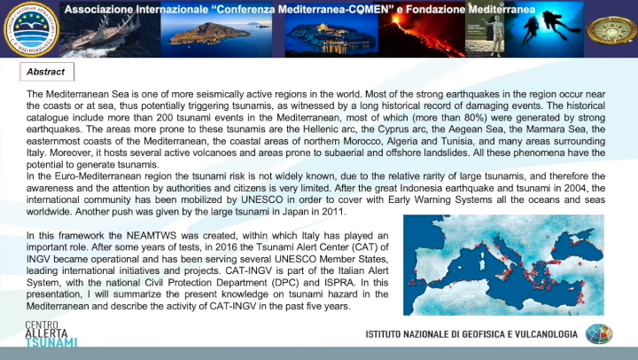 Associazione Internazionale “Conferenza Mediterranea-COMEN” e Fondazione Mediterranea
Abstract
The Mediterranean Sea is one of more seismically active regions in the world. Most of the strong earthquakes in the region occur near
the coasts or at sea, thus potentially triggering tsunamis, as witnessed by a long historical record of damaging events. The historical
catalogue include more than 200 tsunami events in the Mediterranean, most of which (more than 80%) were generated by strong
earthquakes. The areas more prone to these tsunamis are the Hellenic arc, the Cyprus arc, the Aegean Sea, the Marmara Sea, the
easternmost coasts of the Mediterranean, the coastal areas of northern Morocco, Algeria and Tunisia, and many areas surrounding
Italy. Moreover, it hosts several active volcanoes and areas prone to subaerial and offshore landslides. All these phenomena have the
potential to generate tsunamis.
In the Euro-Mediterranean region the tsunami risk is not widely known, due to the relative rarity of large tsunamis, and therefore the
awareness and the attention by authorities and citizens is very limited. After the great Indonesia earthquake and tsunami in 2004, the
international community has been mobilized by UNESCO in order to cover with Early Warning Systems all the oceans and seas
worldwide. Another push was given by the large tsunami in Japan in 2011.
In this framework the NEAMTWS was created, within which Italy has played an
important role. After some years of tests, in 2016 the Tsunami Alert Center (CAT) of
INGV became operational and has been serving several UNESCO Member States,
leading international initiatives and projects. CAT-INGV is part of the Italian Alert
System, with the national Civil Protection Department (DPC) and ISPRA. In this
presentation, I will summarize the present knowledge on tsunami hazard in the
Mediterranean and describe the activity of CAT-INGV in the past five years.
CENTRO
ALLERTA
TSUNAMI
ISTITUTO NAZIONALE DI GEOFISICA E VULCANOLOGIA